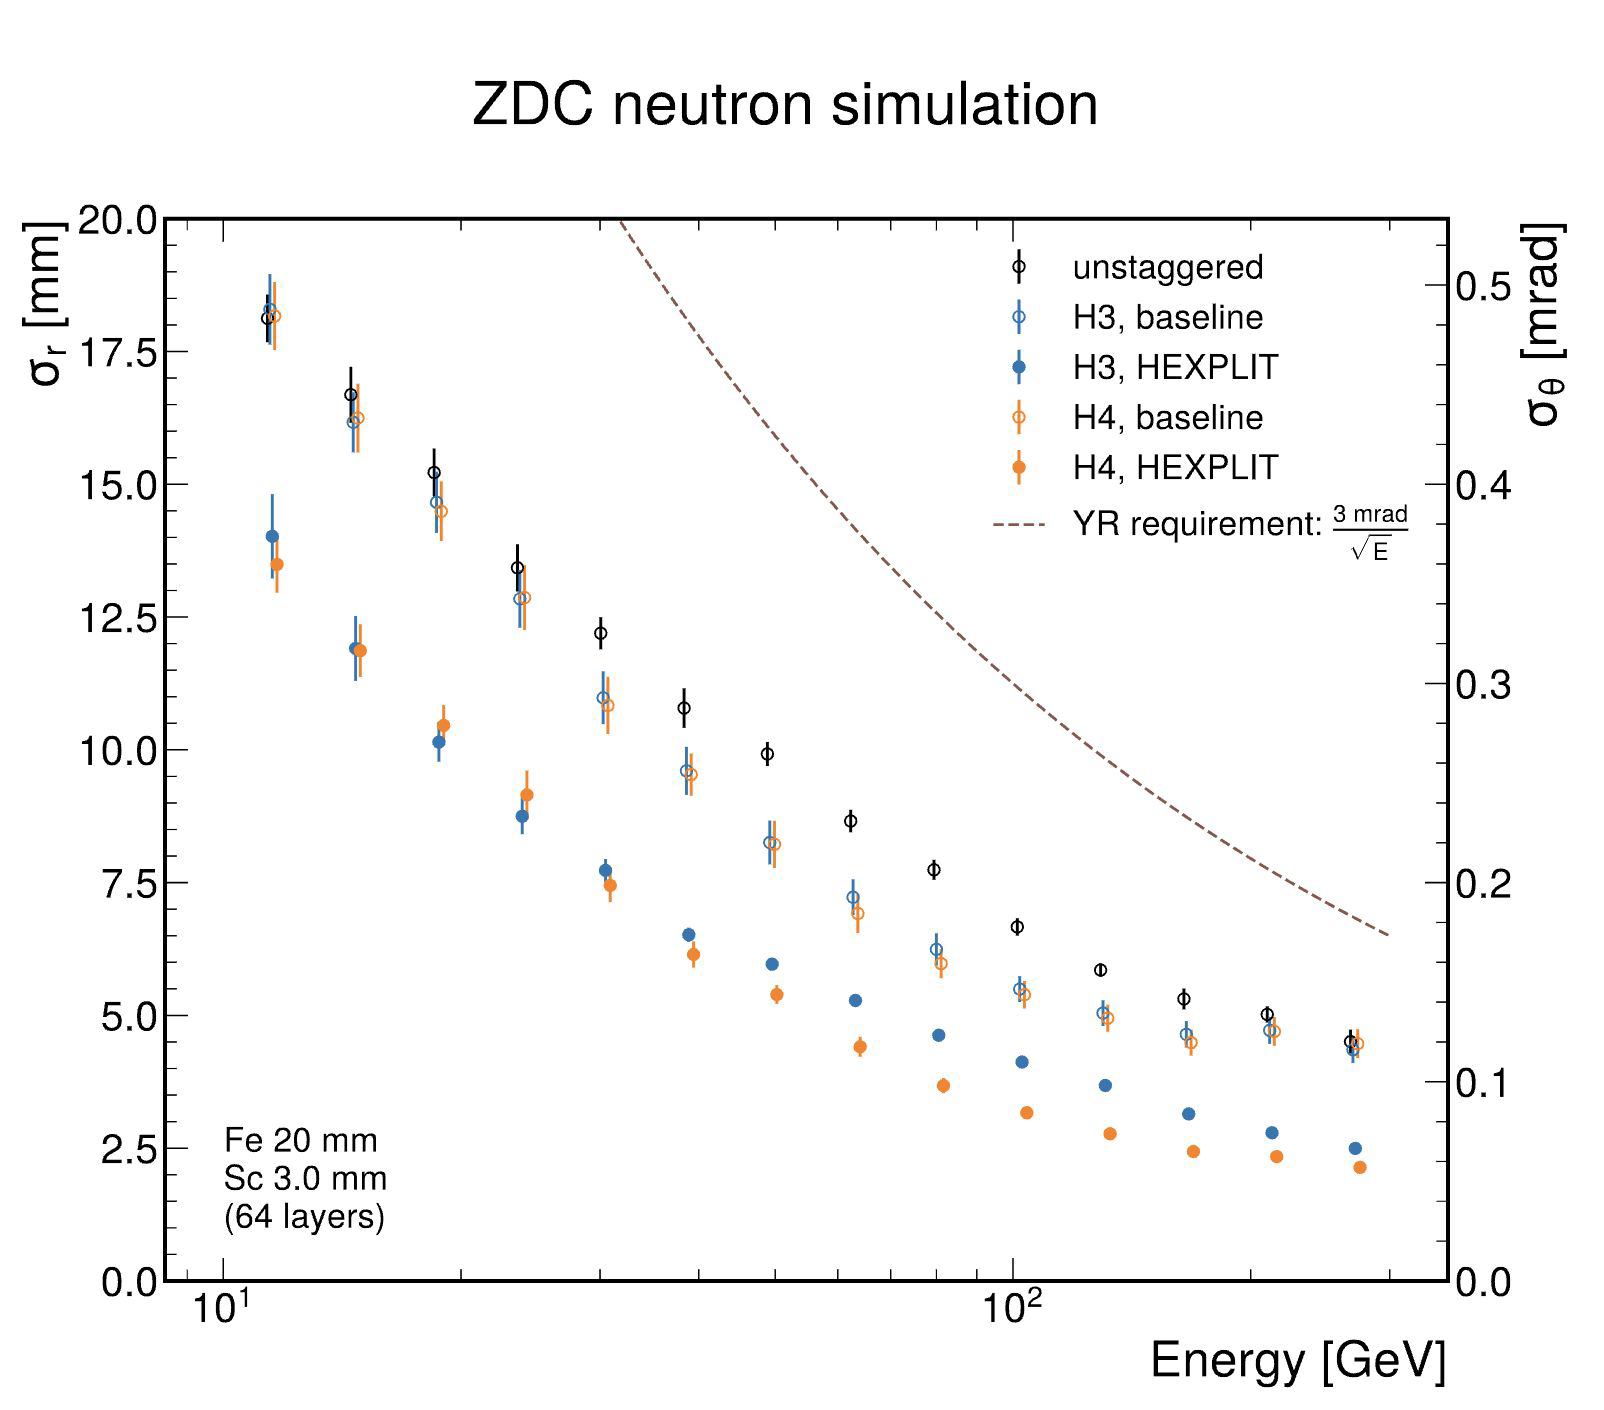 ZDC neutron simulation
σr [mm]
20.0
17.5
15.0
12.5
10.0
7.5
5.0
2.5
0.0
unstaggered
H3, baseline
H3, HEXPLIT
H4, baseline
H4, HEXPLIT
YR requirement: 3 mrad/√E
Fe 20 mm
Sc 3.0 mm
(64 layers)
σθ [mrad]
0.5
0.4
0.3
0.2
0.1
0.0
10¹ 10²
Energy [GeV]